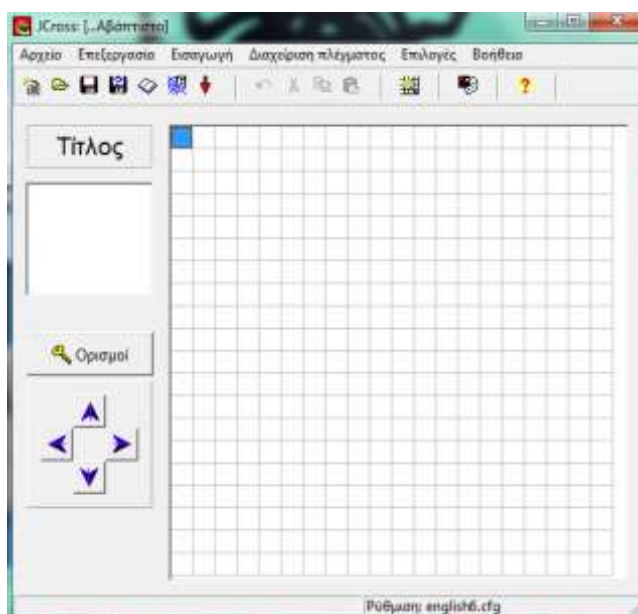 JCross: [..Αβάπτιστο]
Αρχείο Επεξεργασία Εισαγωγή Διαχείριση πλέγματος Επιλογές Βοήθεια
Τίτλος
Ορισμοί
Ρύθμιση: english6.cfg